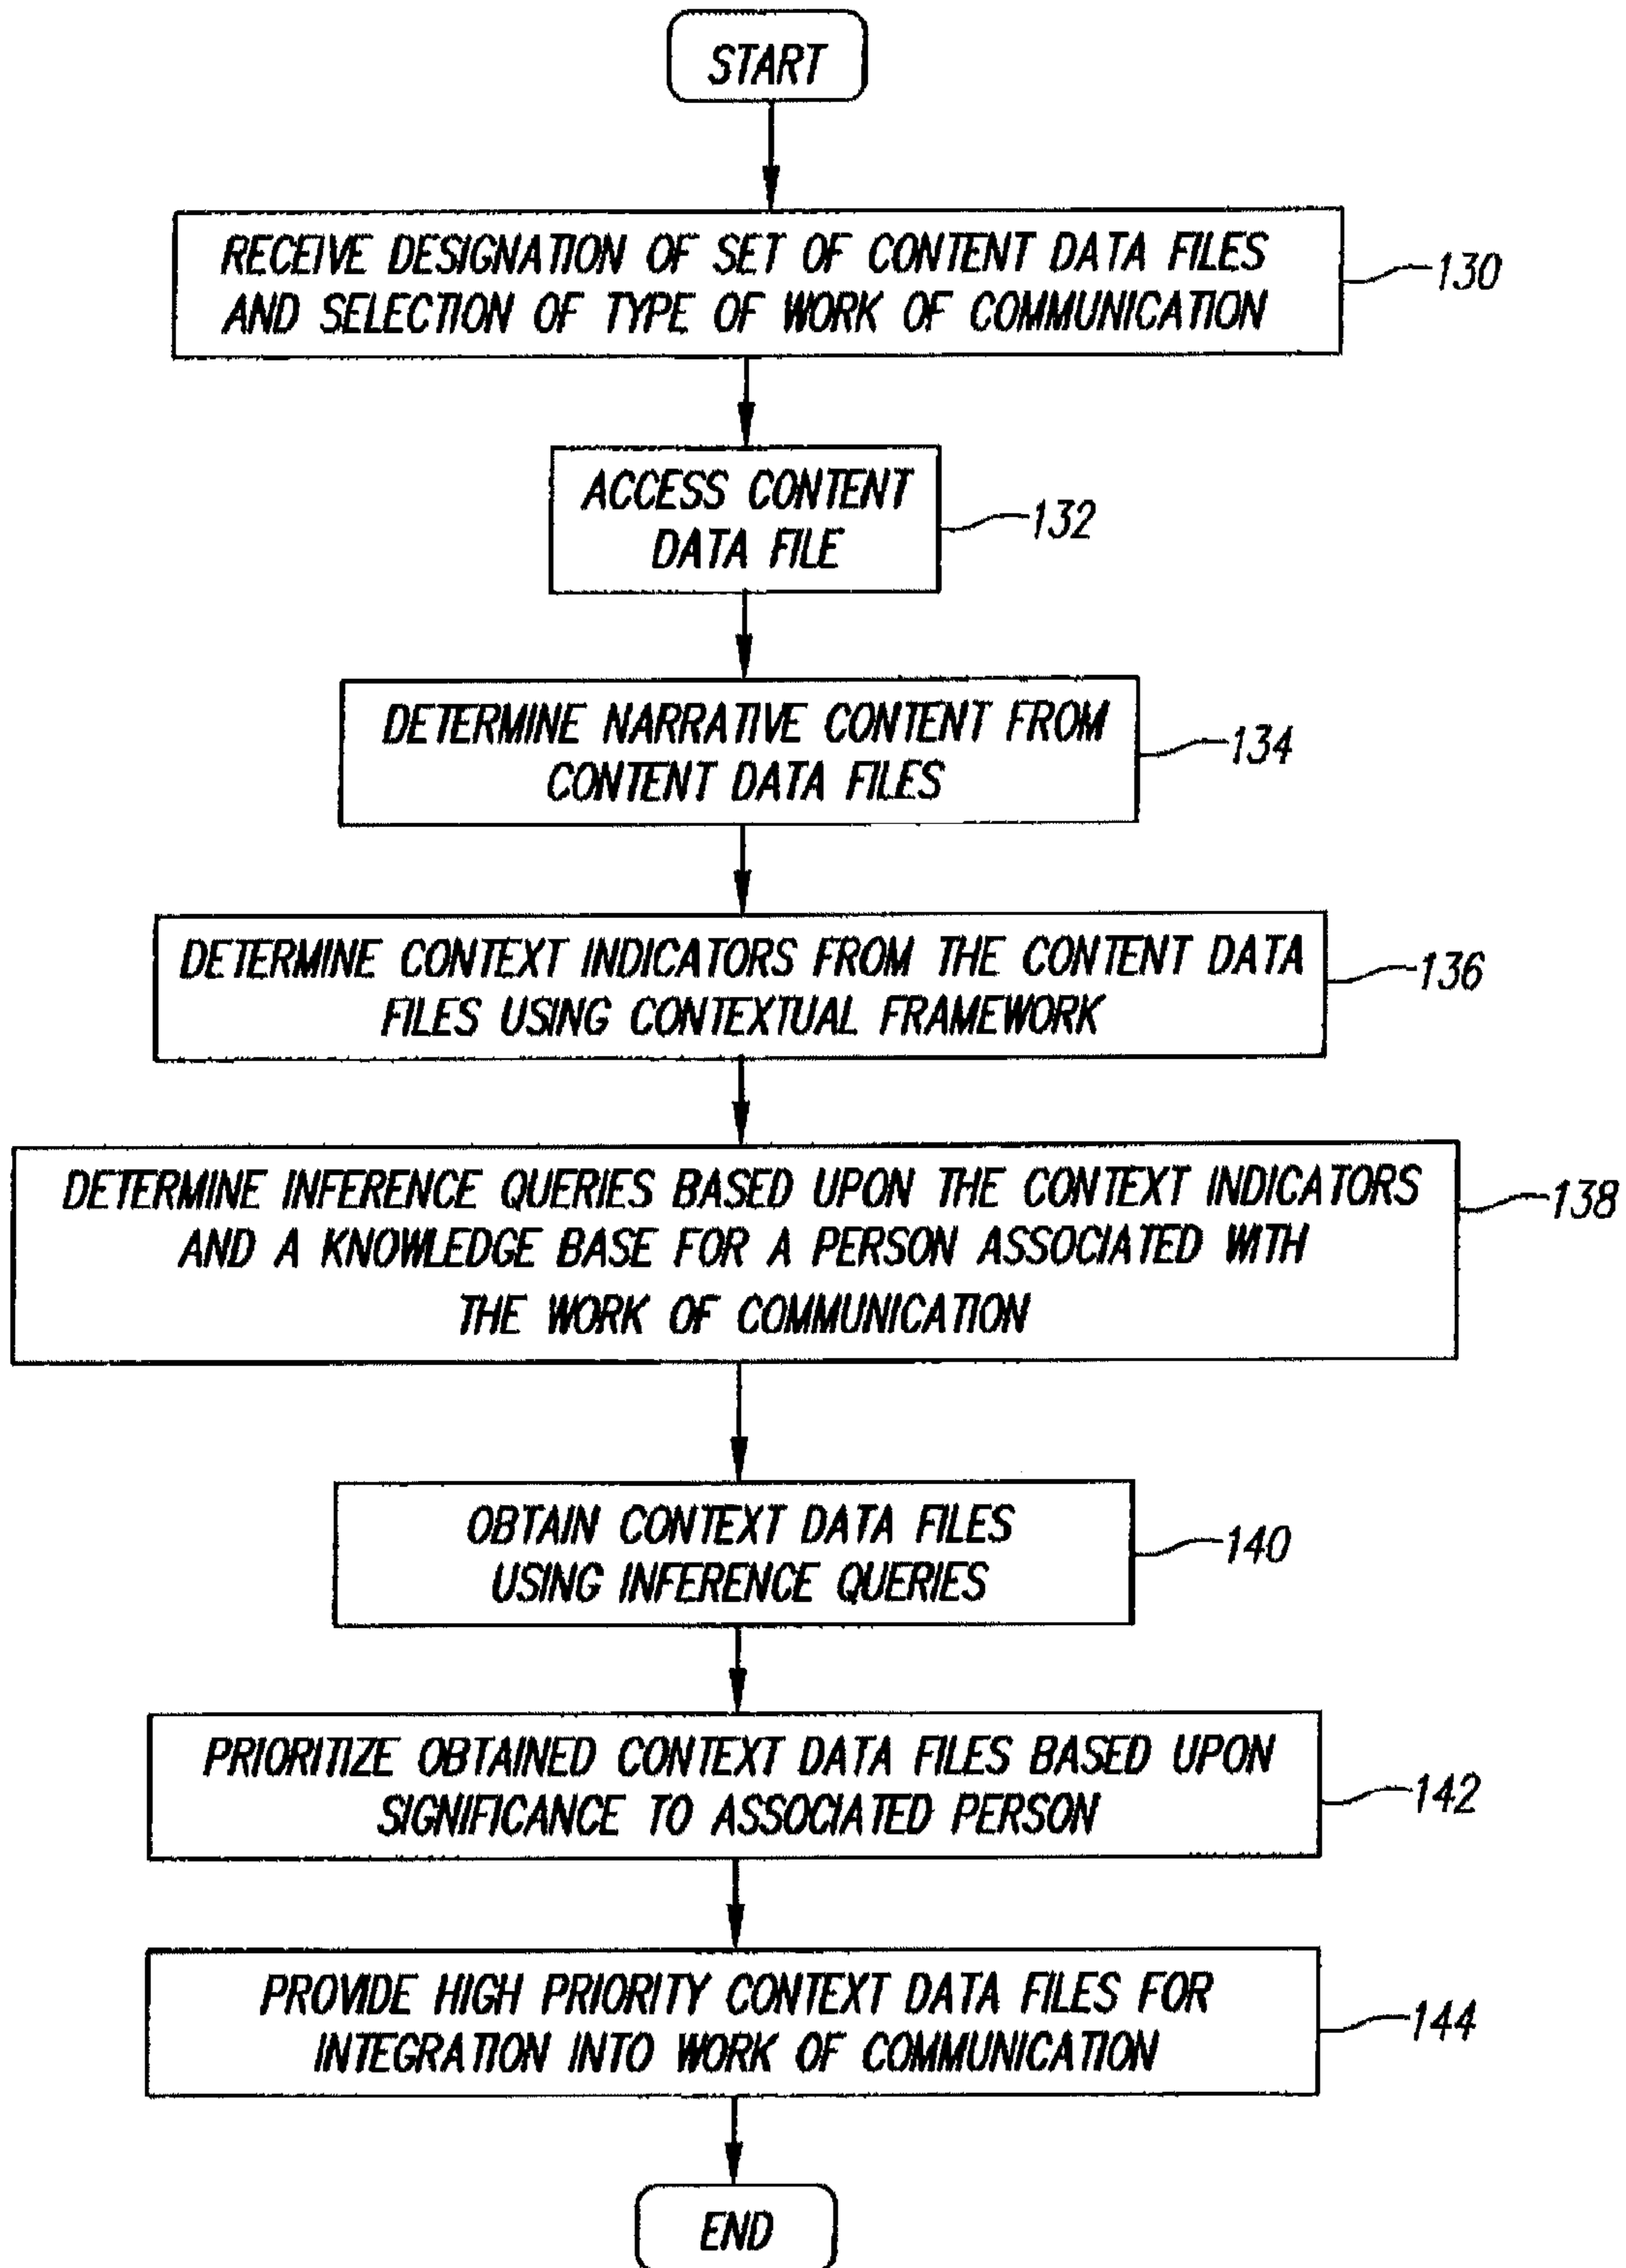 START
RECEIVE DESIGNATION OF SET OF CONTENT DATA FILES
AND SELECTION OF TYPE OF WORK OF COMMUNICATION
130
ACCESS CONTENT
DATA FILE
132
DETERMINE NARRATIVE CONTENT FROM
CONTENT DATA FILES
134
DETERMINE CONTEXT INDICATORS FROM THE CONTENT DATA
FILES USING CONTEXTUAL FRAMEWORK
136
DETERMINE INFERENCE QUERIES BASED UPON THE CONTEXT INDICATORS
AND A KNOWLEDGE BASE FOR A PERSON ASSOCIATED WITH
THE WORK OF COMMUNICATION
138
OBTAIN CONTEXT DATA FILES
USING INFERENCE QUERIES
140
PRIORITIZE OBTAINED CONTEXT DATA FILES BASED UPON
SIGNIFICANCE TO ASSOCIATED PERSON
142
PROVIDE HIGH PRIORITY CONTEXT DATA FILES FOR
INTEGRATION INTO WORK OF COMMUNICATION
144
END